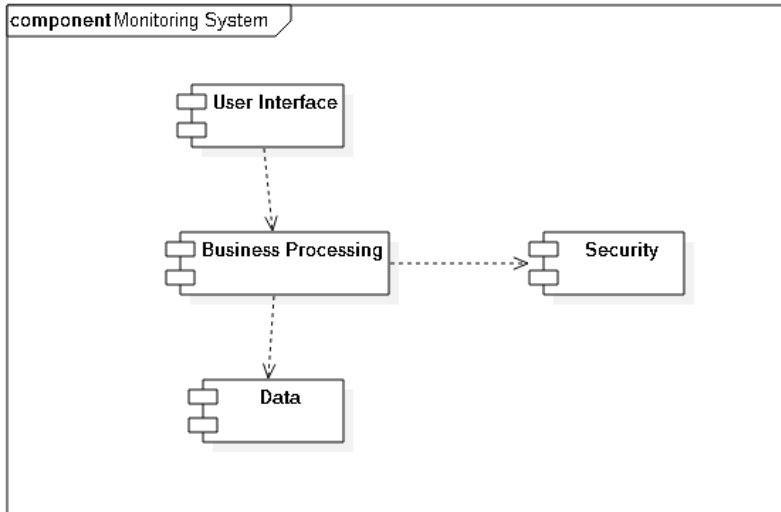 component Monitoring System
User Interface
Business Processing
Security
Data